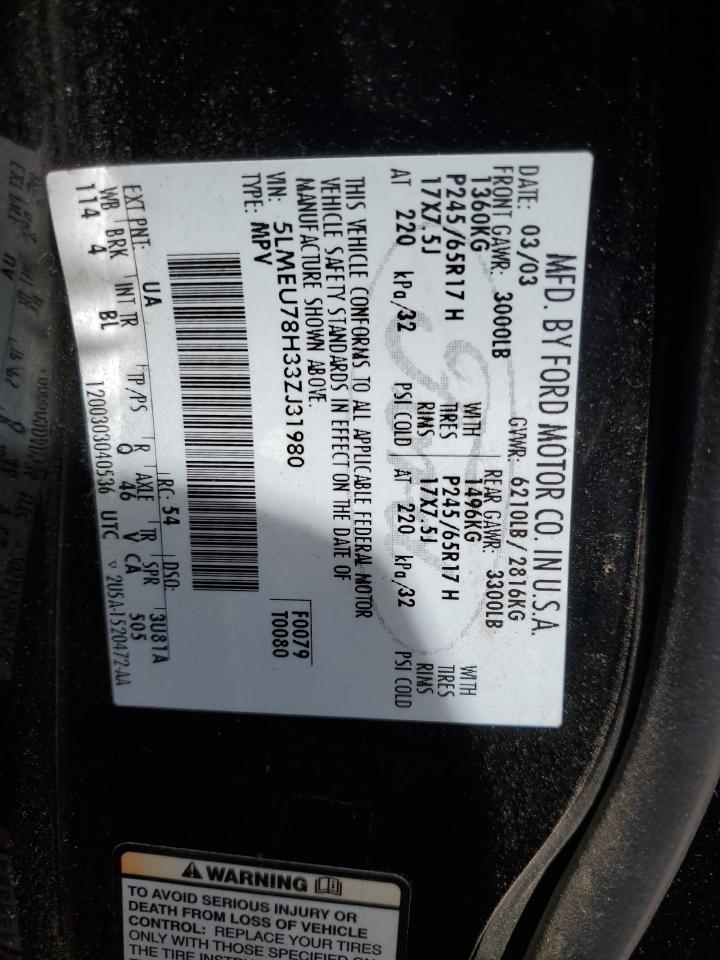 MFD. BY FORD MOTOR CO. IN U.S.A.
DATE: 03/03 GVWR: 6210LB / 2816KG
FRONT GAWR: 3000LB REAR GAWR: 3300LB
1360KG WITH 1496KG WITH
P245/65R17 H TIRES P245/65R17 H TIRES
17X7.5J RIMS 17X7.5J RIMS
AT 220 kPa/32 PSI COLD AT 220 kPa/32 PSI COLD
THIS VEHICLE CONFORMS TO ALL APPLICABLE FEDERAL MOTOR
VEHICLE SAFETY STANDARDS IN EFFECT ON THE DATE OF
MANUFACTURE SHOWN ABOVE.
VIN: 5LMEU78H33ZJ31980 F0079
TYPE: MPV T0080
EXT PNT: UA RC: 54 DSO: 3U81A
WB BRK INT TR TP/PS R AXLE TR SPR
114 4 BL Q 46 V CA 505
1200303040536 UTC ▽ 2U5A-1520472-AA
⚠ WARNING
TO AVOID SERIOUS INJURY OR
DEATH FROM LOSS OF VEHICLE
CONTROL: REPLACE YOUR TIRES
ONLY WITH THOSE SPECIFIED ON
THE TIRE